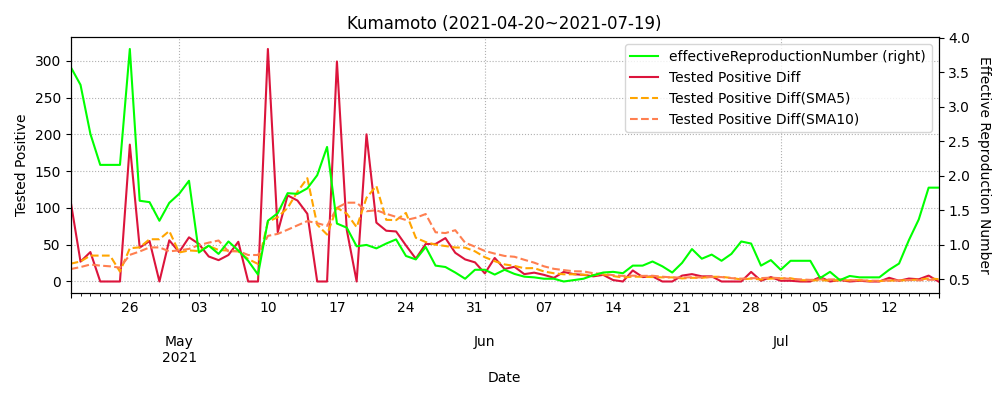 Kumamoto (2021-04-20~2021-07-19)
effectiveReproductionNumber (right)
Tested Positive Diff
Tested Positive Diff(SMA5)
Tested Positive Diff(SMA10)
Tested Positive
300
250
200
150
100
50
0
4.0
3.5
3.0
2.5
2.0
1.5
1.0
0.5
Effective Reproduction Number
26 03 10 17 24 31 07 14 21 28 05 12
May Jun Jul
2021
Date